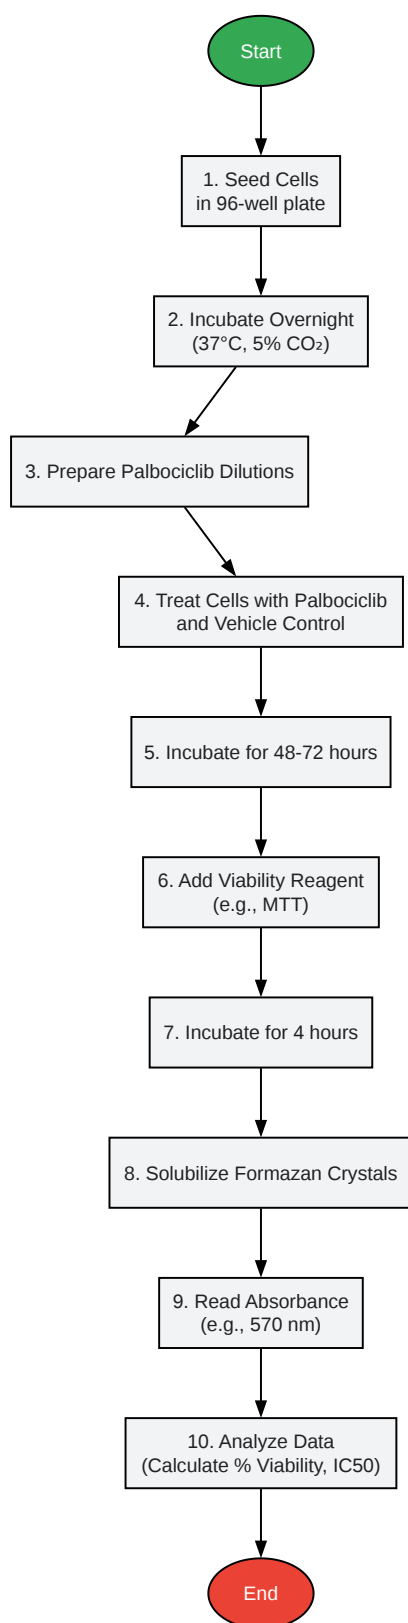 Start
1. Seed Cells
in 96-well plate
2. Incubate Overnight
(37°C, 5% CO₂)
3. Prepare Palbociclib Dilutions
4. Treat Cells with Palbociclib
and Vehicle Control
5. Incubate for 48-72 hours
6. Add Viability Reagent
(e.g., MTT)
7. Incubate for 4 hours
8. Solubilize Formazan Crystals
9. Read Absorbance
(e.g., 570 nm)
10. Analyze Data
(Calculate % Viability, IC50)
End